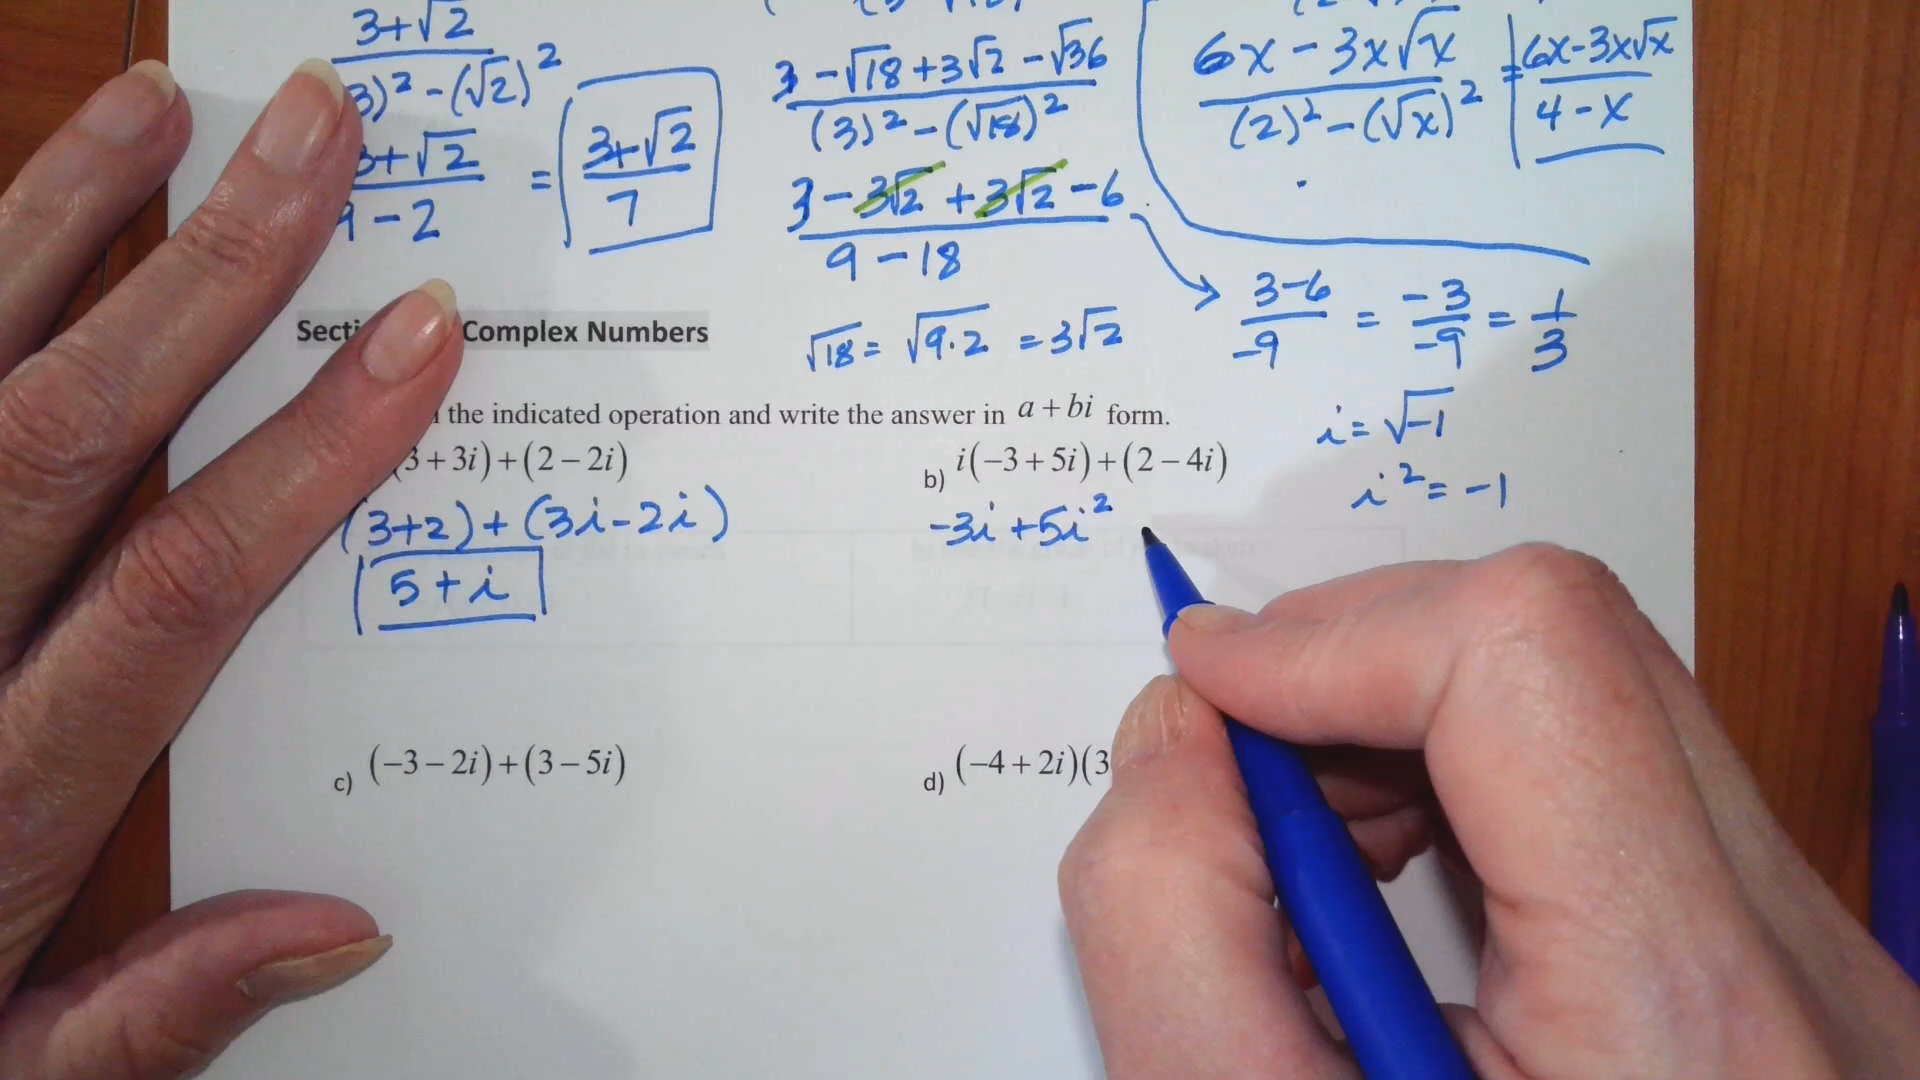 3+√2
3)² - (√2)²
3+√2
9 - 2
= 3+√2
7
3 - √18 + 3√2 - √36
(3)² - (√18)²
3 - 3√2 + 3√2 - 6
9 - 18
√18 = √9·2 = 3√2
6x - 3x√x
(2)² - (√x)²
= 6x - 3x√x
4 - x
3-6
-9
= -3
-9
= 1
3
Complex Numbers
the indicated operation and write the answer in a + bi form.
i = √-1
i² = -1
(3+3i)+(2−2i)
(3+2)+(3i-2i)
5+i
b) i(−3+5i)+(2−4i)
-3i+5i²
c) (−3−2i)+(3−5i)
d) (−4+2i)(3